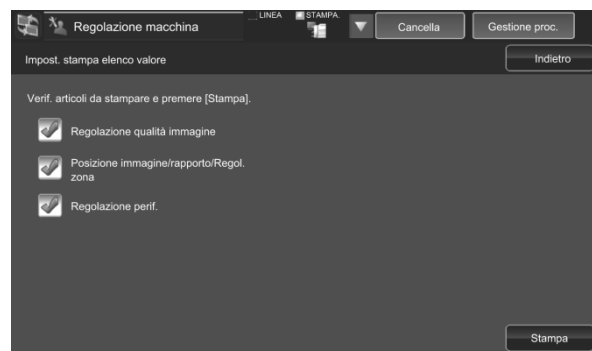 Regolazione macchina
LINEA
STAMPA.
Cancella
Gestione proc.
Impost. stampa elenco valore
Indietro
Verif. articoli da stampare e premere [Stampa].
Regolazione qualità immagine
Posizione immagine/rapporto/Regol.
zona
Regolazione perif.
Stampa